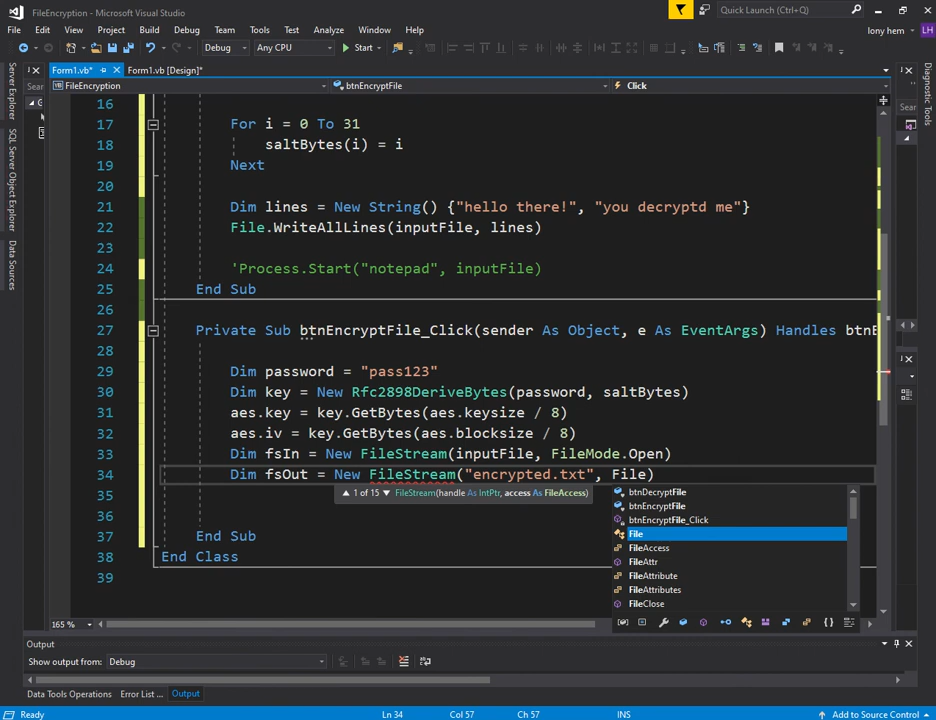 FileEncryption - Microsoft Visual Studio
Quick Launch (Ctrl+Q)
File Edit View Project Build Debug Team Tools Test Analyze Window Help
lony hem LH
Debug Any CPU Start
Form1.vb* Form1.vb [Design]*
FileEncryption btnEncryptFile Click
Server Explorer
SQL Server Object Explorer
Data Sources
Diagnostic Tools
16
17 For i = 0 To 31
18 saltBytes(i) = i
19 Next
20
21 Dim lines = New String() {"hello there!", "you decryptd me"}
22 File.WriteAllLines(inputFile, lines)
23
24 'Process.Start("notepad", inputFile)
25 End Sub
26
27 Private Sub btnEncryptFile_Click(sender As Object, e As EventArgs) Handles btnE
28
29 Dim password = "pass123"
30 Dim key = New Rfc2898DeriveBytes(password, saltBytes)
31 aes.key = key.GetBytes(aes.keysize / 8)
32 aes.iv = key.GetBytes(aes.blocksize / 8)
33 Dim fsIn = New FileStream(inputFile, FileMode.Open)
34 Dim fsOut = New FileStream("encrypted.txt", File)
35 ▲ 1 of 15 ▼ FileStream(handle As IntPtr, access As FileAccess)
btnDecryptFile
btnEncryptFile
36
btnEncryptFile_Click
37 End Sub
File
38 End Class
FileAccess
FileAttr
39
FileAttribute
FileAttributes
FileClose
165 %
Output
Show output from: Debug
Data Tools Operations Error List ... Output
Ready Ln 34 Col 57 Ch 57 INS Add to Source Control